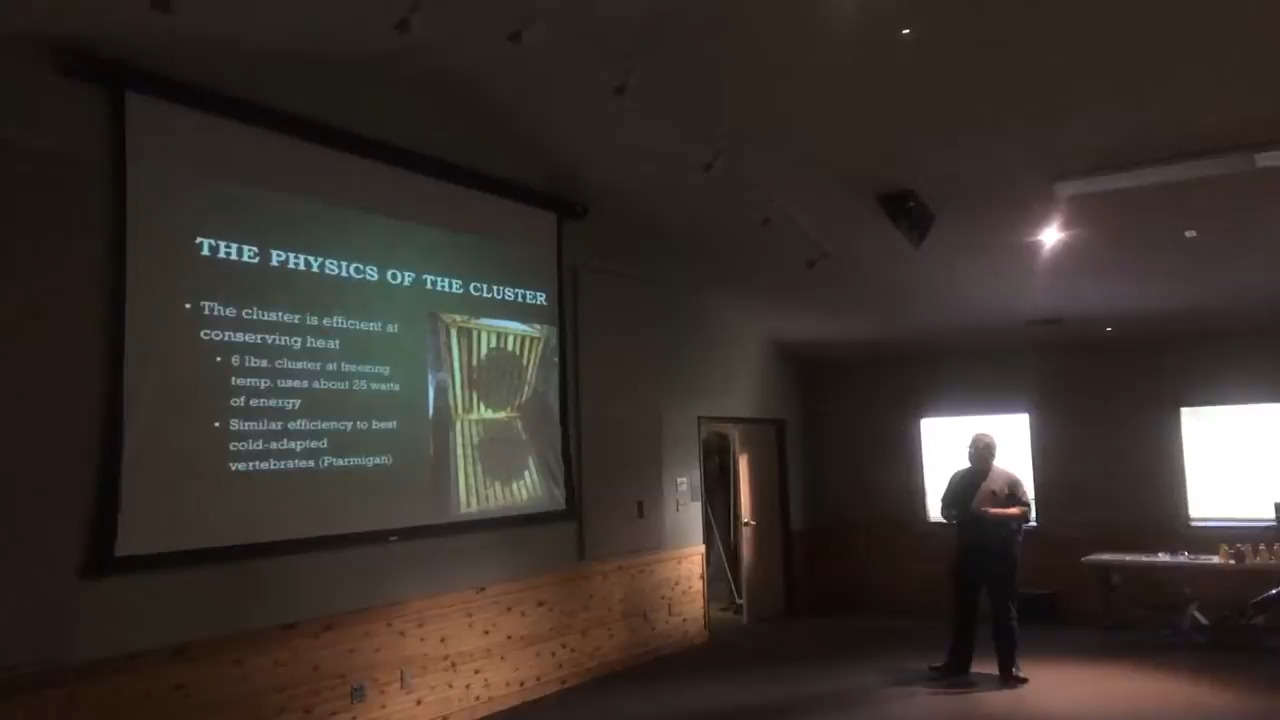 THE PHYSICS OF THE CLUSTER
• The cluster is efficient at
conserving heat
• 6 lbs. cluster at freezing
temp. uses about 25 watts
of energy
• Similar efficiency to best
cold-adapted
vertebrates (Ptarmigan)